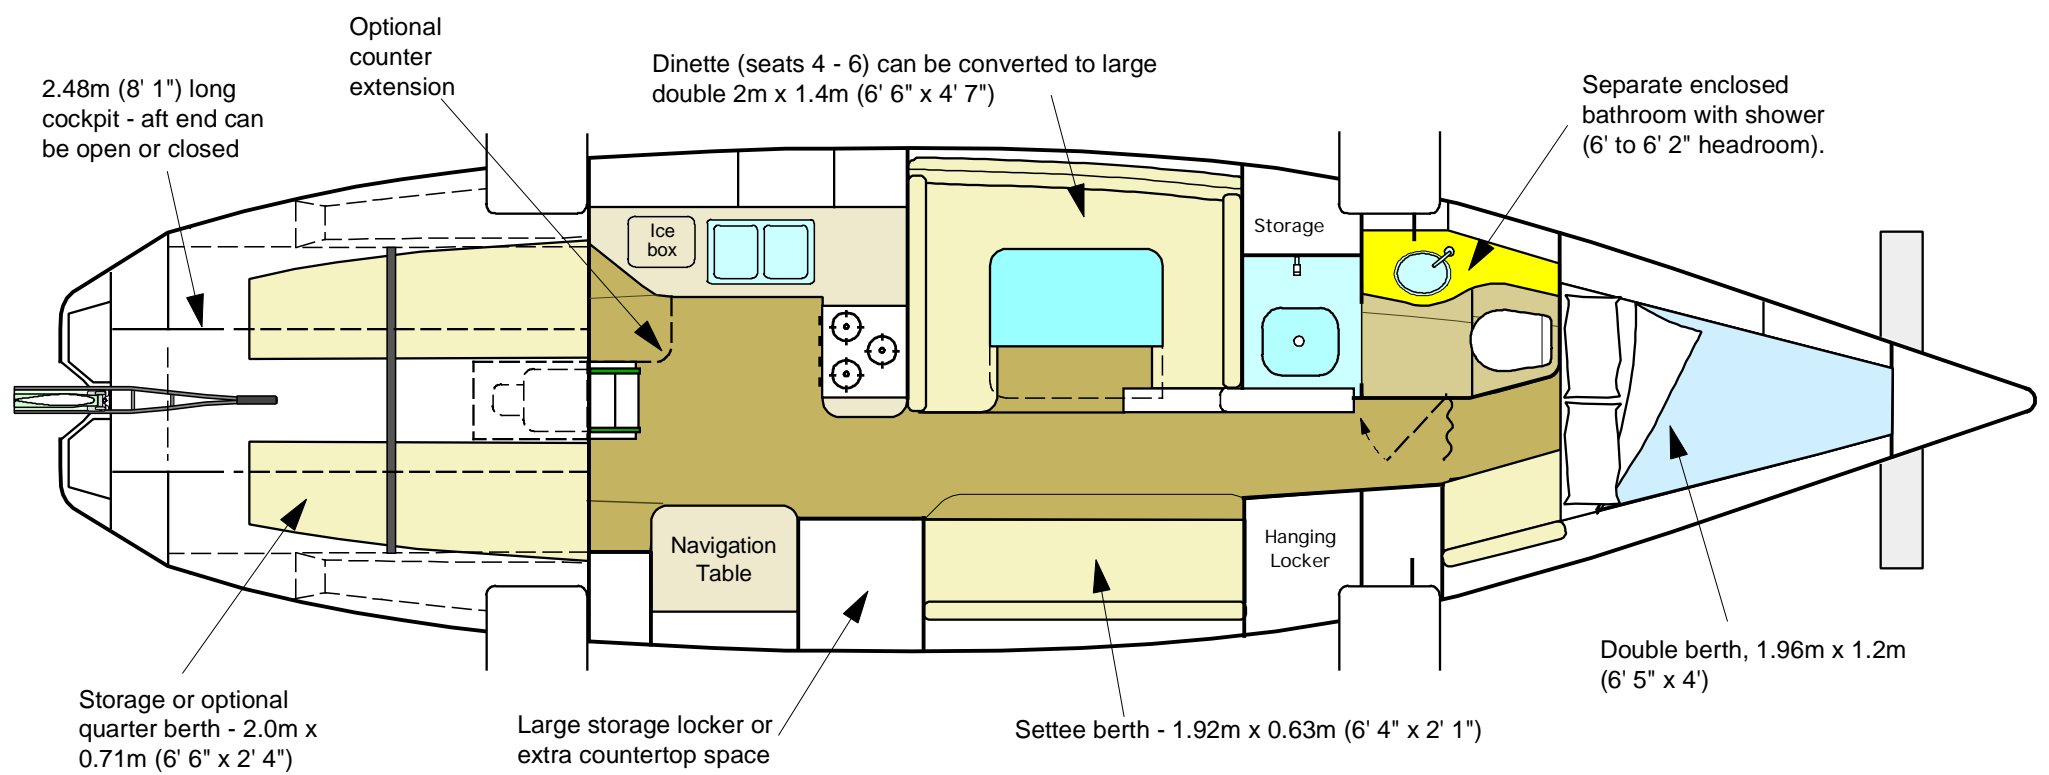 Optional
counter
extension
2.48m (8' 1") long
cockpit - aft end can
be open or closed
Dinette (seats 4 - 6) can be converted to large
double 2m x 1.4m (6' 6" x 4' 7")
Separate enclosed
bathroom with shower
(6' to 6' 2" headroom).
Ice
box
Storage
Navigation
Table
Hanging
Locker
Storage or optional
quarter berth - 2.0m x
0.71m (6' 6" x 2' 4")
Large storage locker or
extra countertop space
Settee berth - 1.92m x 0.63m (6' 4" x 2' 1")
Double berth, 1.96m x 1.2m
(6' 5" x 4')